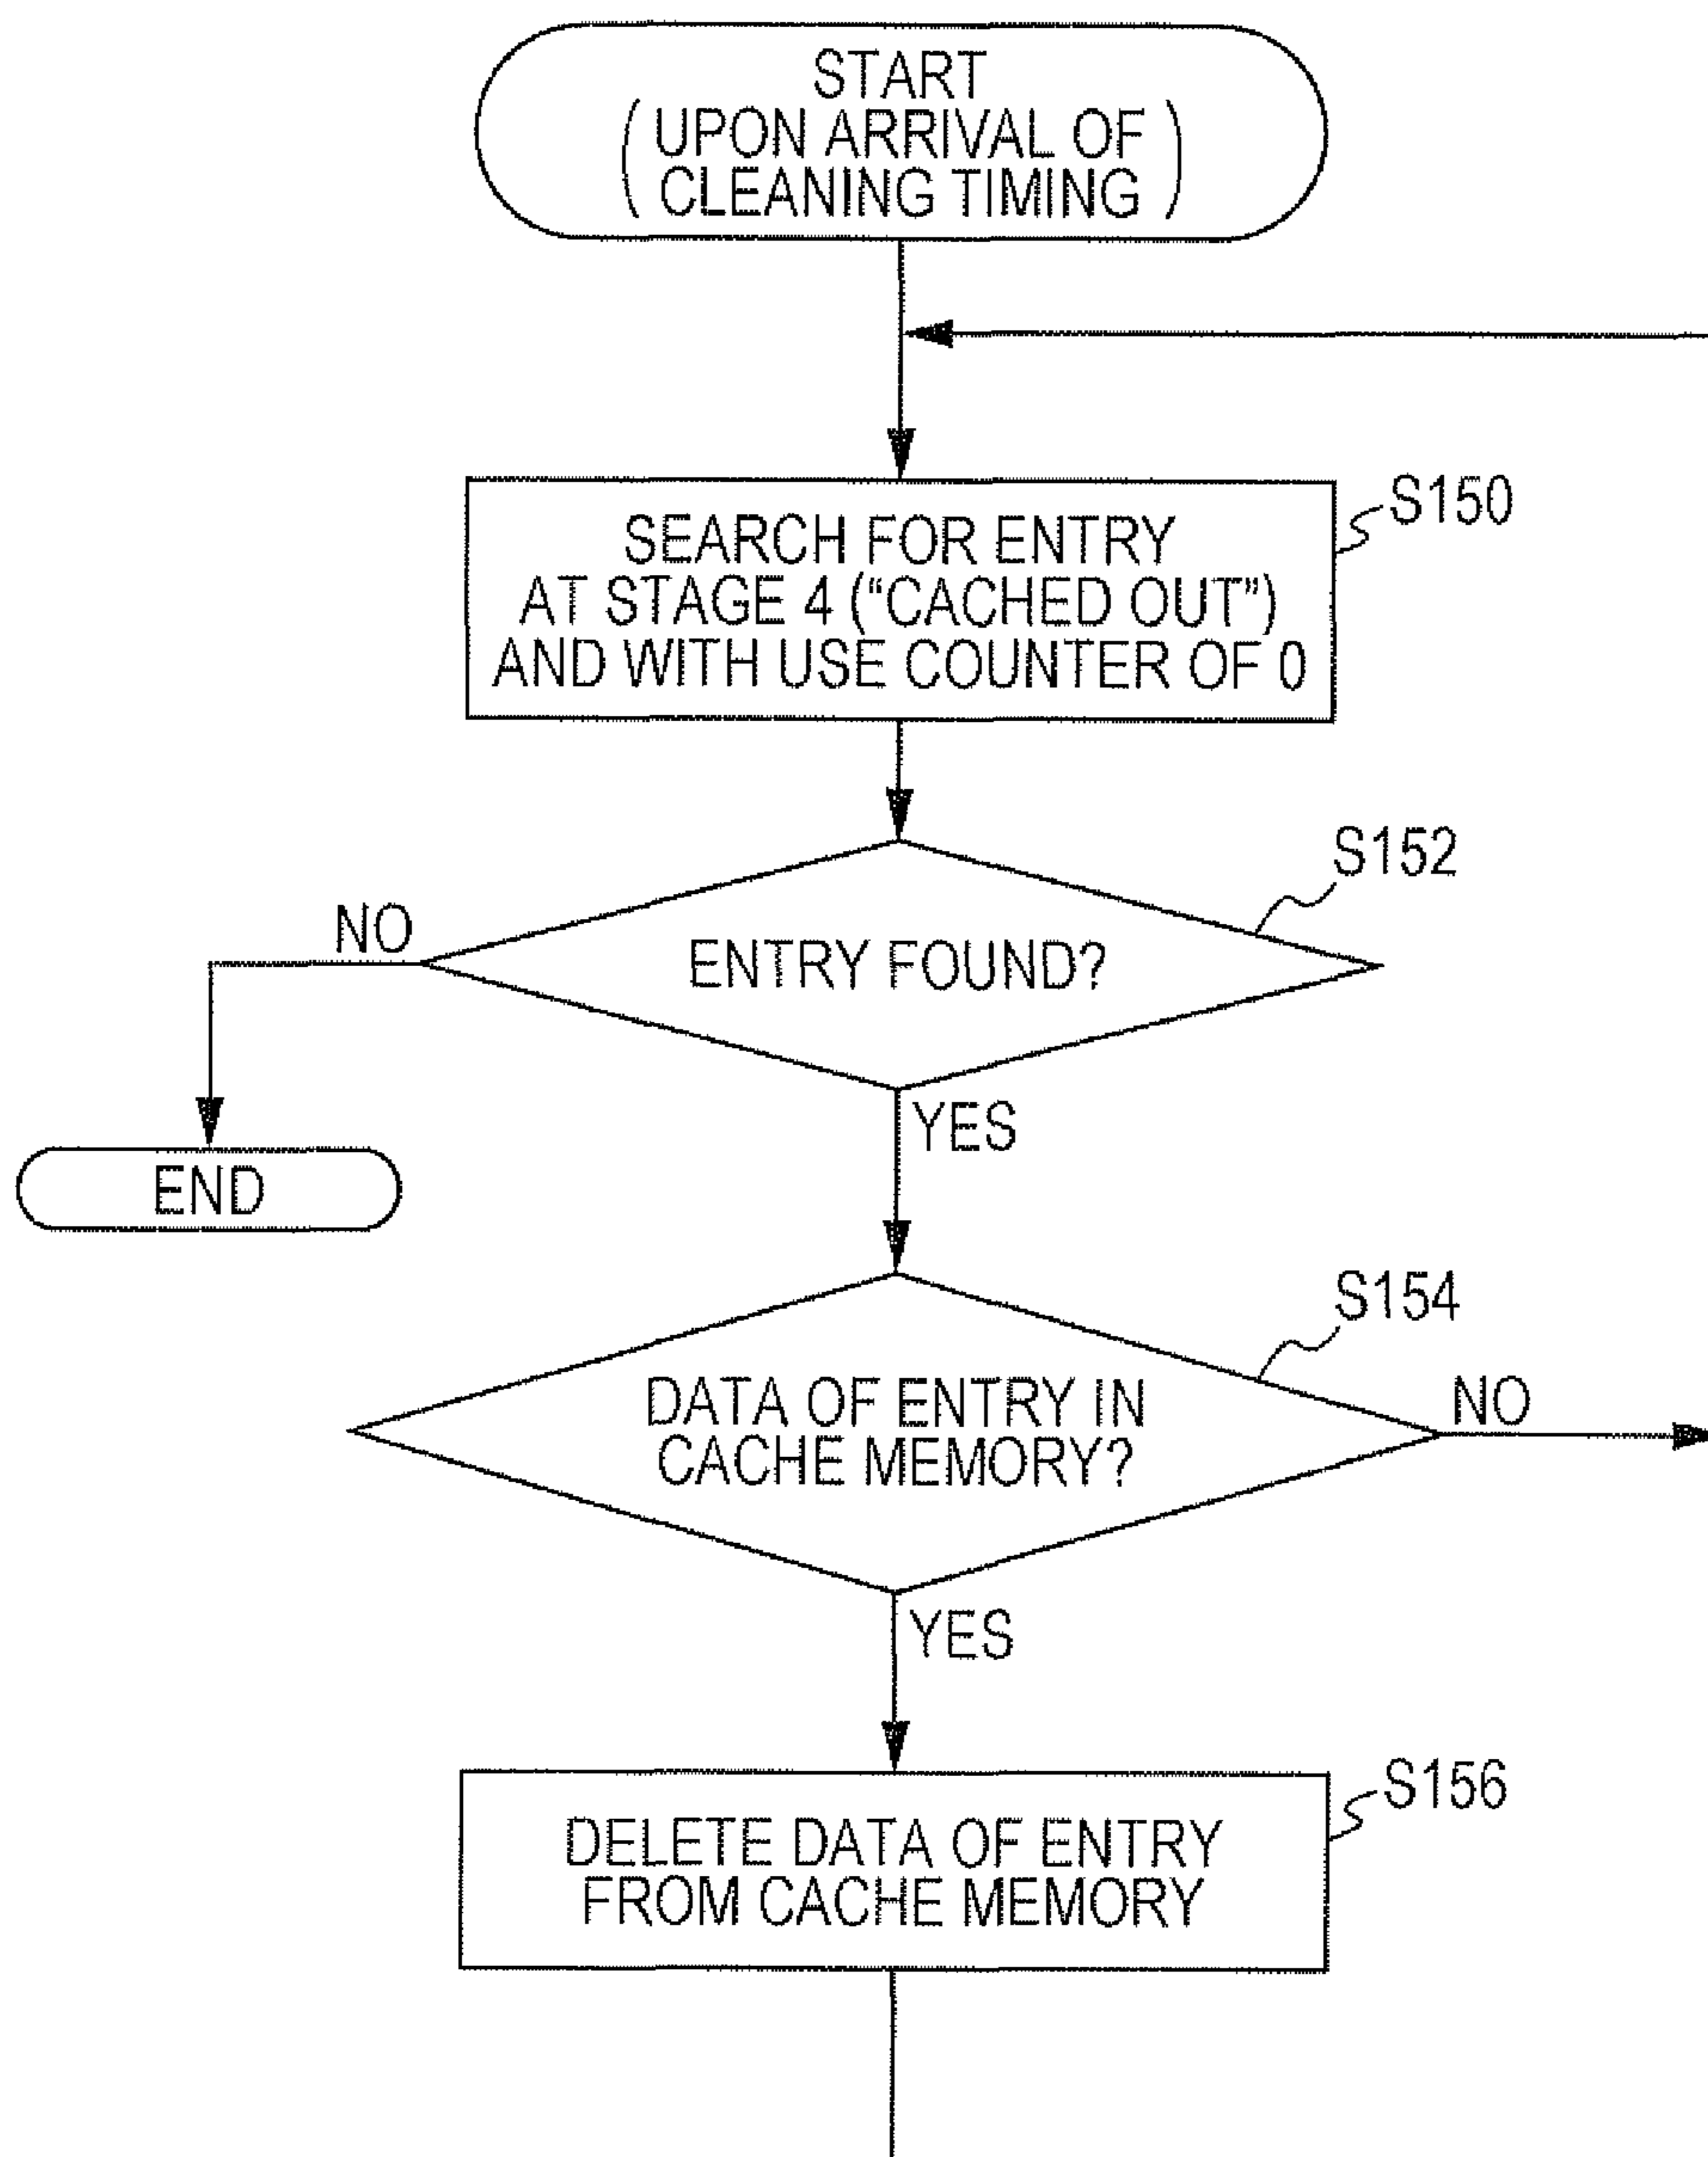 START
( UPON ARRIVAL OF
CLEANING TIMING )
S150
SEARCH FOR ENTRY
AT STAGE 4 (“CACHED OUT”)
AND WITH USE COUNTER OF 0
S152
NO
ENTRY FOUND?
YES
END
S154
DATA OF ENTRY IN
CACHE MEMORY?
NO
YES
S156
DELETE DATA OF ENTRY
FROM CACHE MEMORY